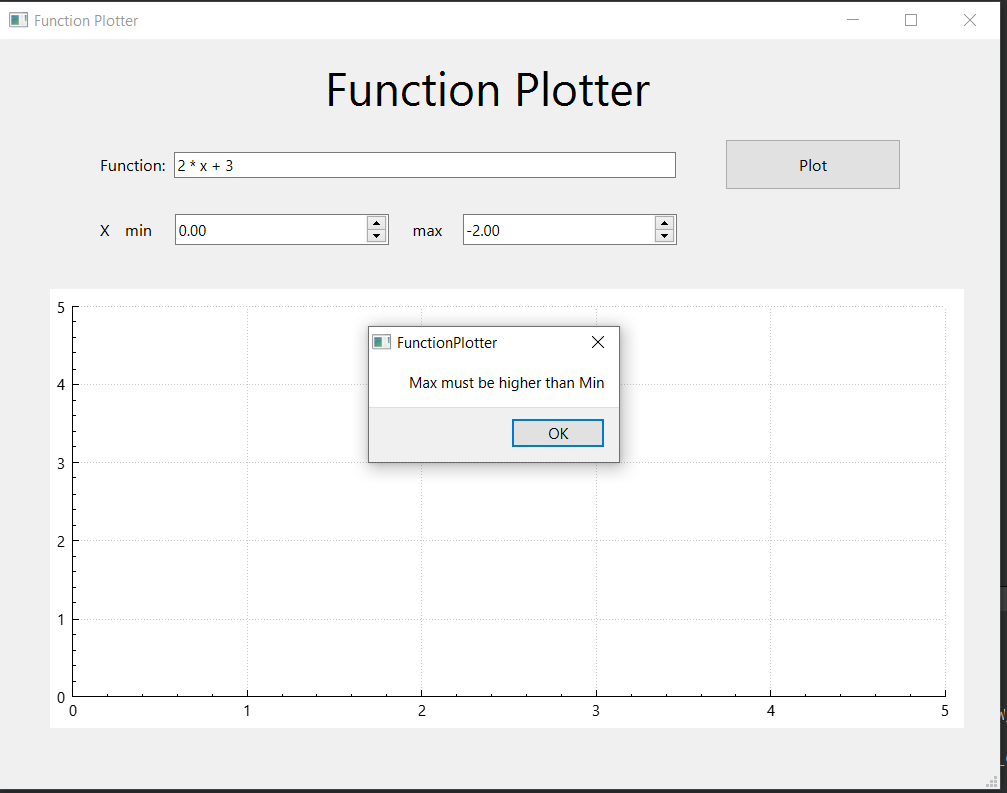 Function Plotter
Function Plotter
Function: 2 * x + 3 Plot
X min 0.00 max -2.00
FunctionPlotter
Max must be higher than Min
OK
5
4
3
2
1
0
0 1 2 3 4 5